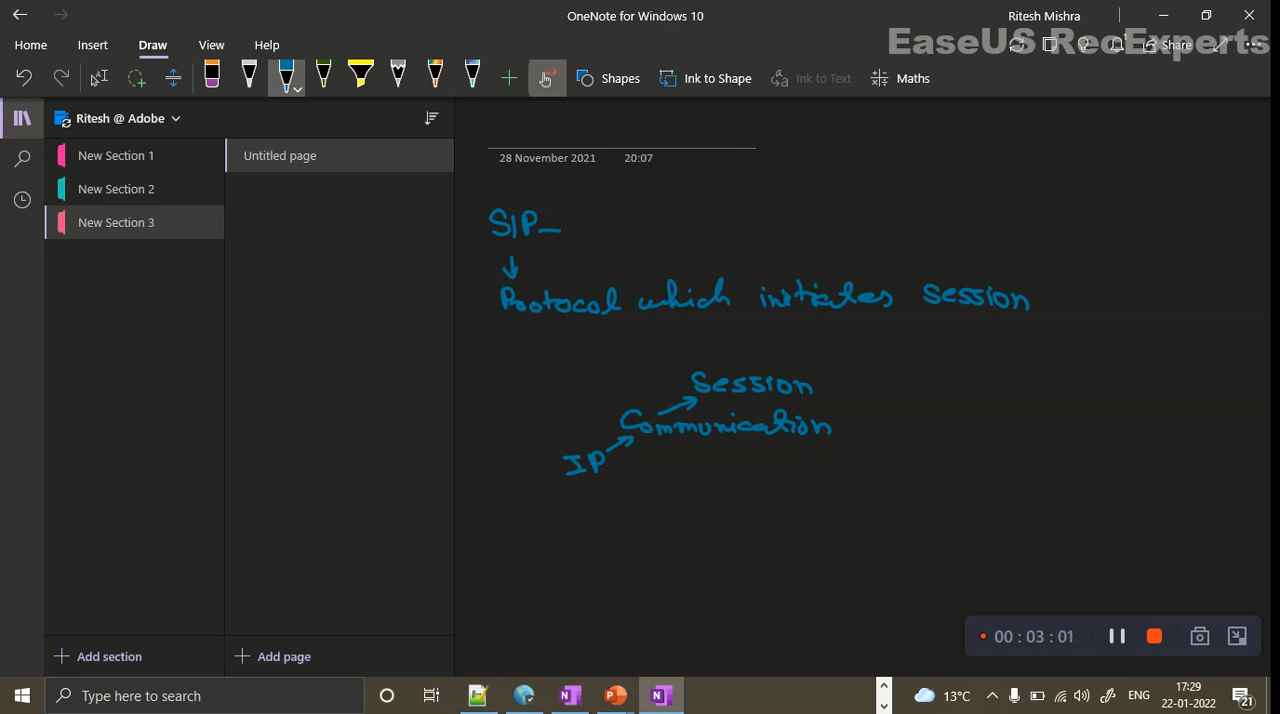 OneNote for Windows 10
Ritesh Mishra
EaseUS RecExperts
Home Insert Draw View Help
Share
Shapes Ink to Shape Ink to Text Maths
Ritesh @ Adobe
New Section 1
New Section 2
New Section 3
Untitled page
28 November 2021 20:07
SIP_
Protocol which initiates session
Session
Communication
IP
00 : 03 : 01
Add section
Add page
Type here to search
13°C
ENG
17:29
22-01-2022
21